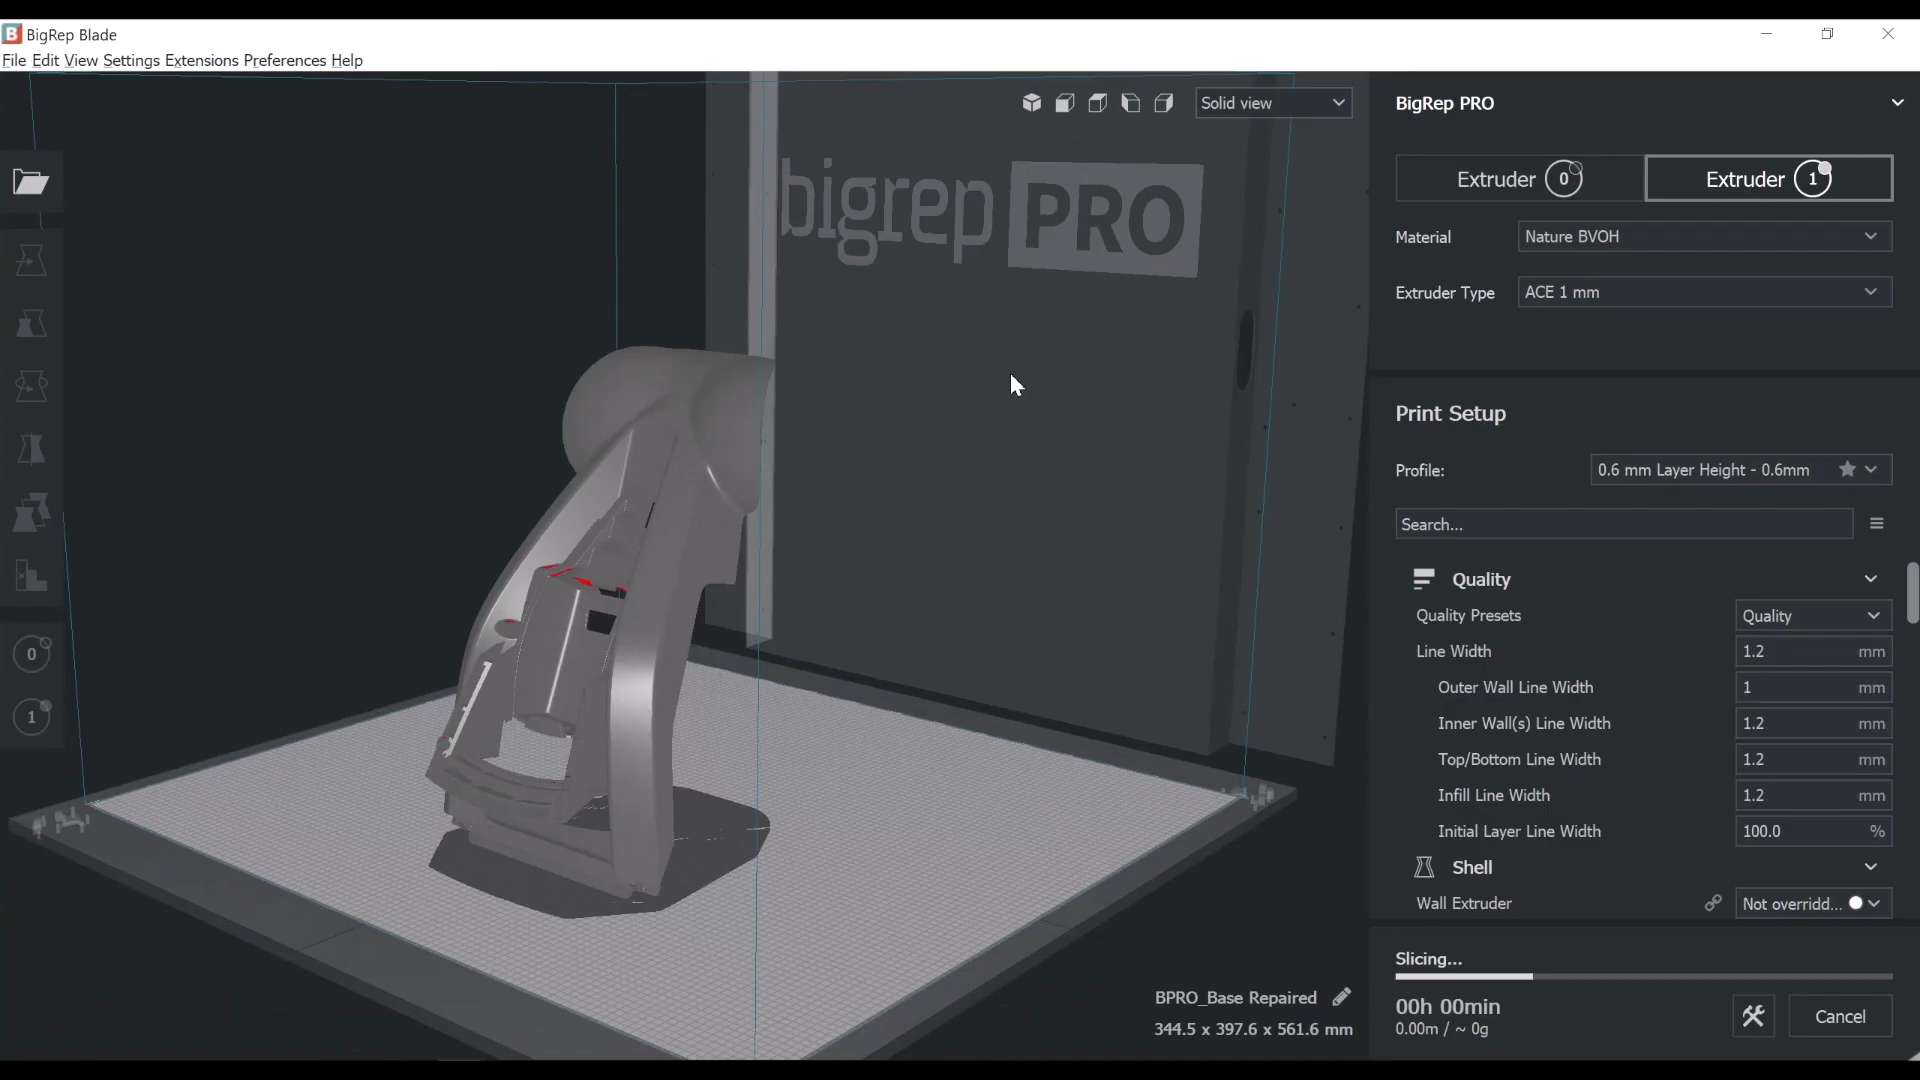 BigRep Blade
File Edit View Settings Extensions Preferences Help
Solid view
bigrep PRO
0
1
BPRO_Base Repaired
344.5 x 397.6 x 561.6 mm
BigRep PRO
Extruder 0 Extruder 1
Material Nature BVOH
Extruder Type ACE 1 mm
Print Setup
Profile: 0.6 mm Layer Height - 0.6mm
Search...
Quality
Quality Presets Quality
Line Width 1.2 mm
Outer Wall Line Width 1 mm
Inner Wall(s) Line Width 1.2 mm
Top/Bottom Line Width 1.2 mm
Infill Line Width 1.2 mm
Initial Layer Line Width 100.0 %
Shell
Wall Extruder Not overridd...
Slicing...
00h 00min
0.00m / ~ 0g
Cancel